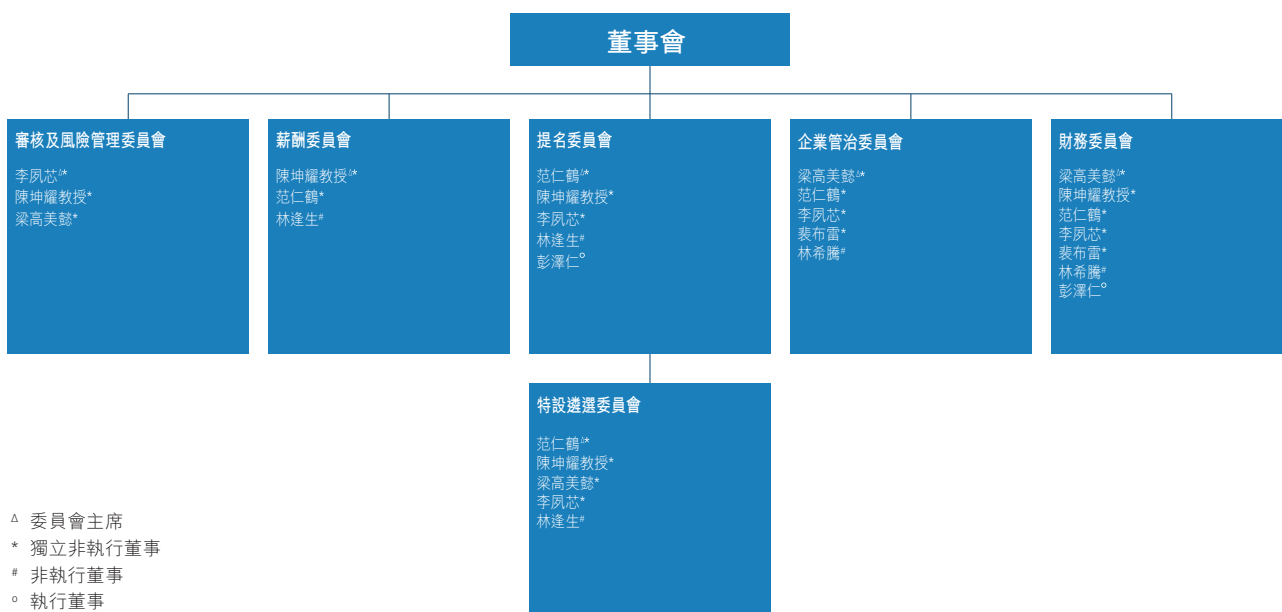 董事會
審核及風險管理委員會
李夙芯Δ*
陳坤耀教授*
梁高美懿*
薪酬委員會
陳坤耀教授Δ*
范仁鶴*
林逢生#
提名委員會
范仁鶴Δ*
陳坤耀教授*
李夙芯*
林逢生#
彭澤仁o
企業管治委員會
梁高美懿Δ*
范仁鶴*
李夙芯*
裴布雷*
林希騰#
財務委員會
梁高美懿Δ*
陳坤耀教授*
范仁鶴*
李夙芯*
裴布雷*
林希騰#
彭澤仁o
特設遴選委員會
范仁鶴Δ*
陳坤耀教授*
梁高美懿*
李夙芯*
林逢生#
Δ 委員會主席
* 獨立非執行董事
# 非執行董事
o 執行董事